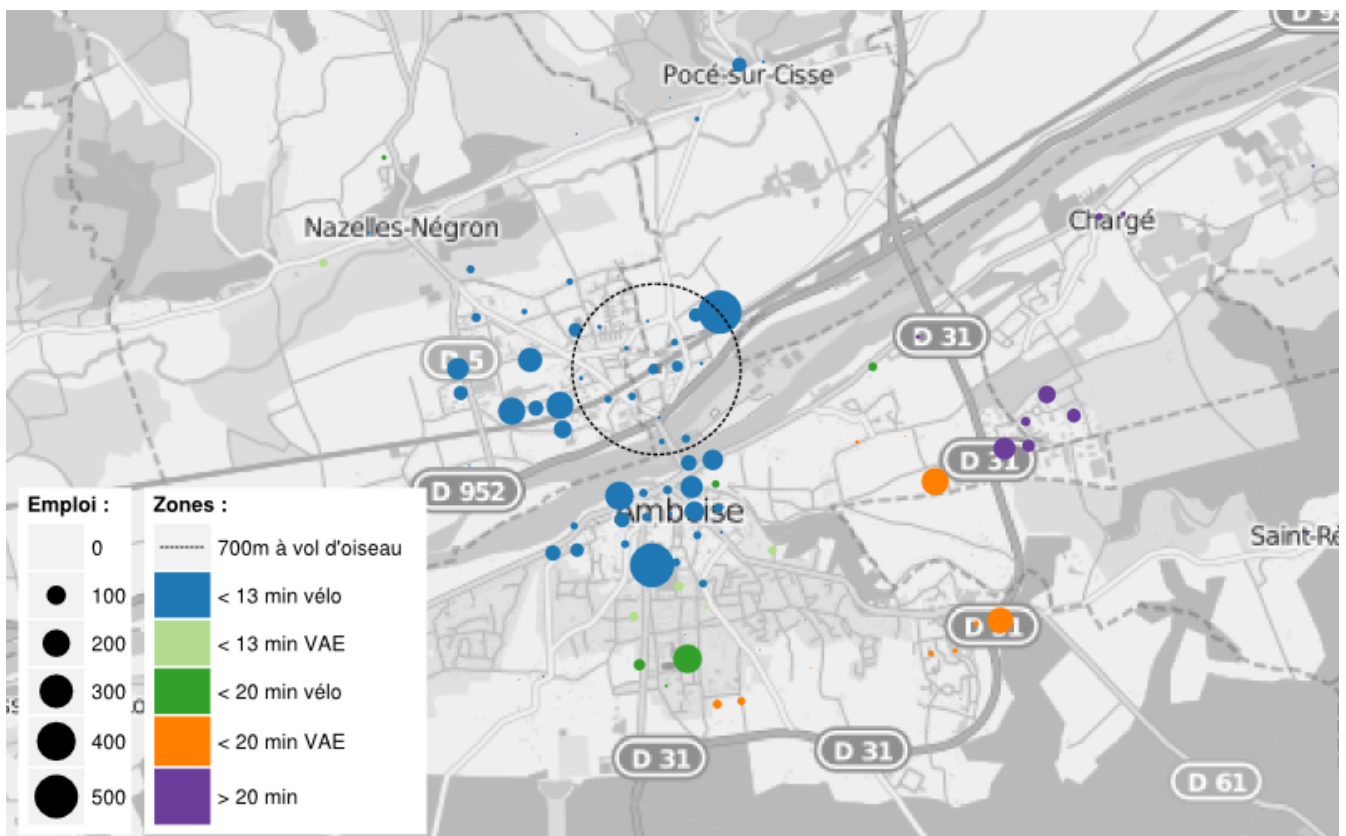 Pocé-sur-Cisse
Nazelles-Négron
Chargé
D 31
D 5
D 31
D 952
Amboise
Saint-Ré
D 31
D 31
D 31
D 61
Emploi :
0
100
200
300
400
500
Zones :
700m à vol d'oiseau
< 13 min vélo
< 13 min VAE
< 20 min vélo
< 20 min VAE
> 20 min